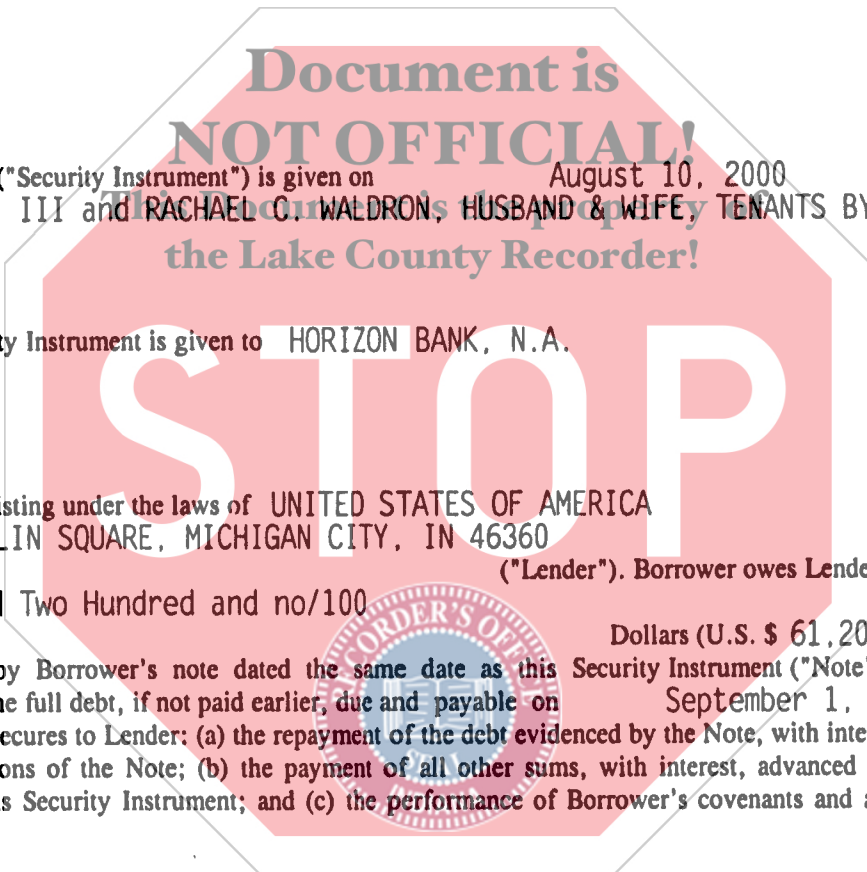 Document is
NOT OFFICIAL!
("Security Instrument") is given on August 10, 2000
This Document is the property of
III and RACHAEL C. WALDRON, HUSBAND & WIFE, TENANTS BY
the Lake County Recorder!
ty Instrument is given to HORIZON BANK, N.A.
STOP
isting under the laws of UNITED STATES OF AMERICA
LIN SQUARE, MICHIGAN CITY, IN 46360
("Lender"). Borrower owes Lende
Two Hundred and no/100
Dollars (U.S. $ 61,20
by Borrower's note dated the same date as this Security Instrument ("Note"
e full debt, if not paid earlier, due and payable on September 1,
ecures to Lender: (a) the repayment of the debt evidenced by the Note, with inte
ons of the Note; (b) the payment of all other sums, with interest, advanced
s Security Instrument; and (c) the performance of Borrower's covenants and a
RECORDER'S OFFICE
SEAL
INDIANA